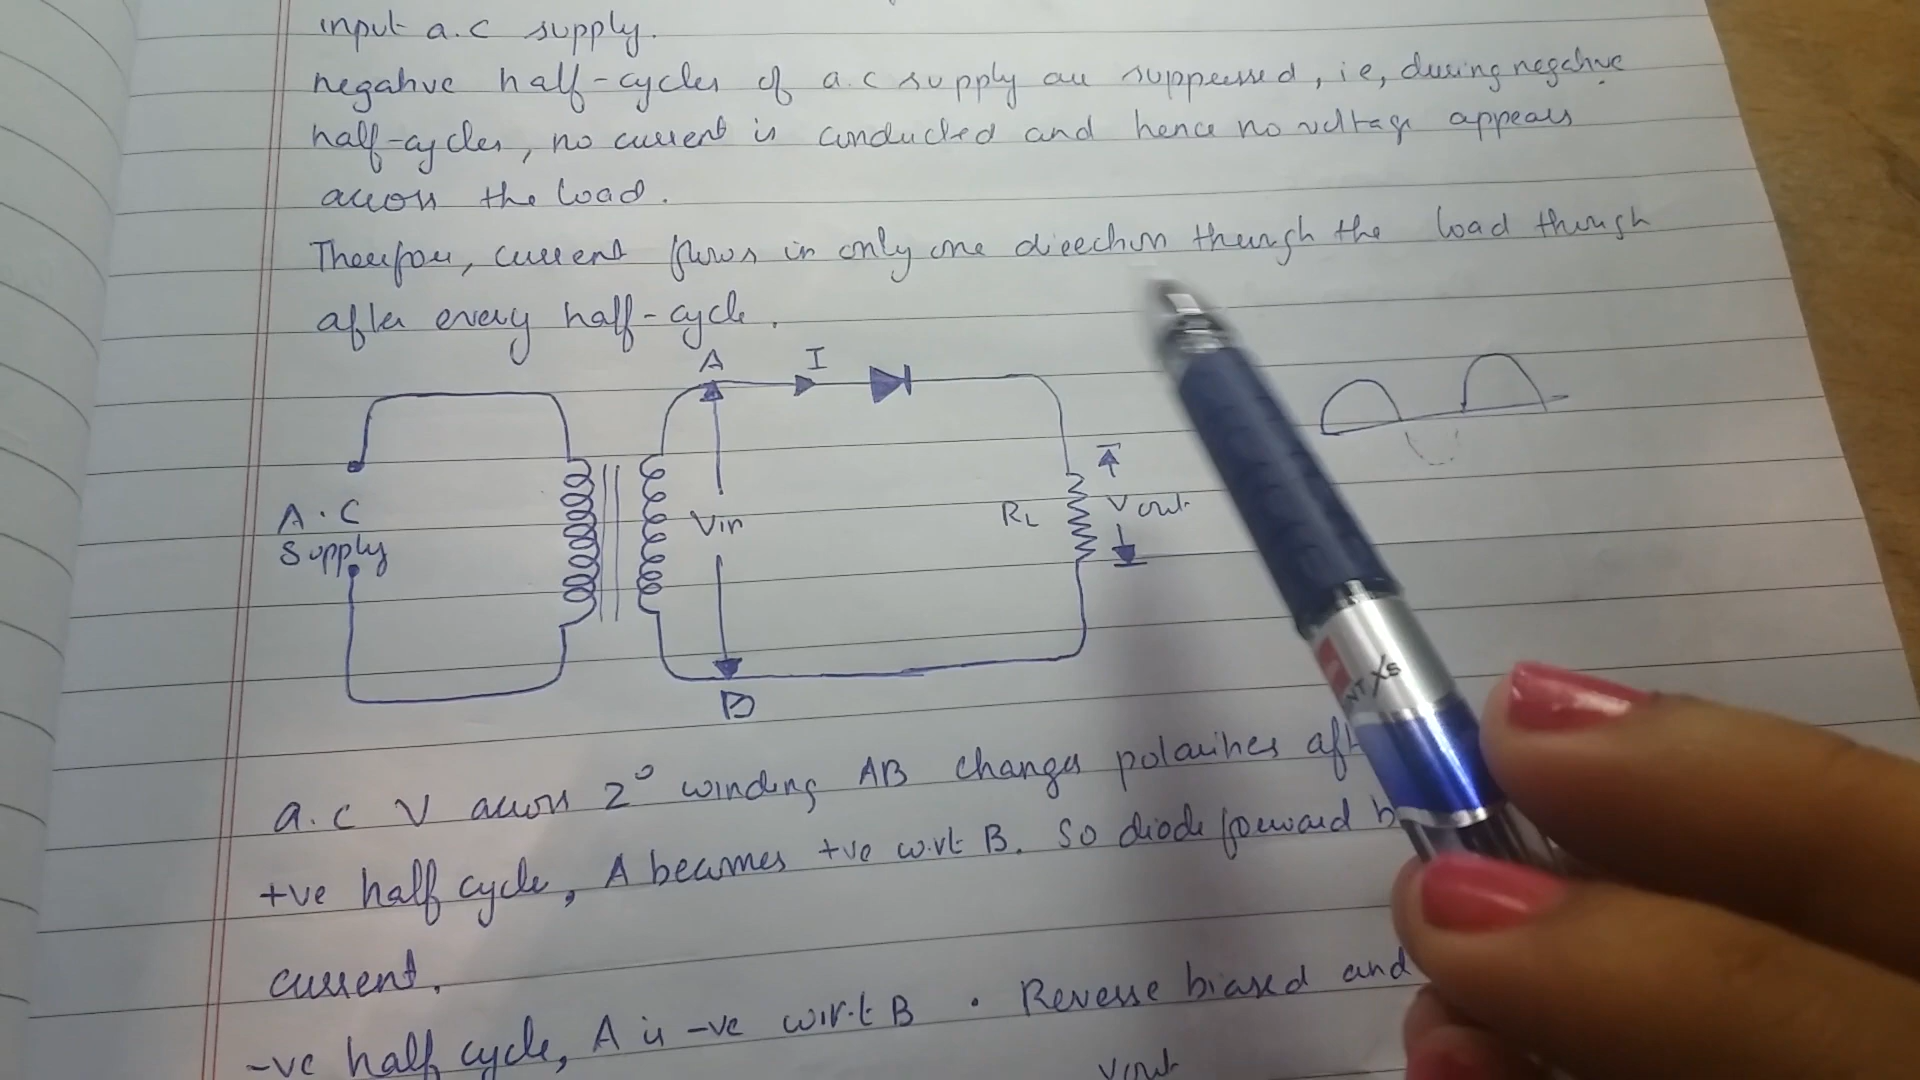 input a.c supply.
negative half-cycles of a.c supply are suppressed, ie, during negative
half-cycles, no current is conducted and hence no voltage appears
across the load.
Therefore, current flows in only one direction through the load though
after every half-cycle.
A I
A.C
Supply
Vin
RL
Vout
B
a.c V across 2° winding AB changes polarities aft
+ve half cycle, A becomes +ve w.r.t B. So diode forward b
current.
-ve half cycle, A is -ve w.r.t B . Reverse biased and
Vout
XS